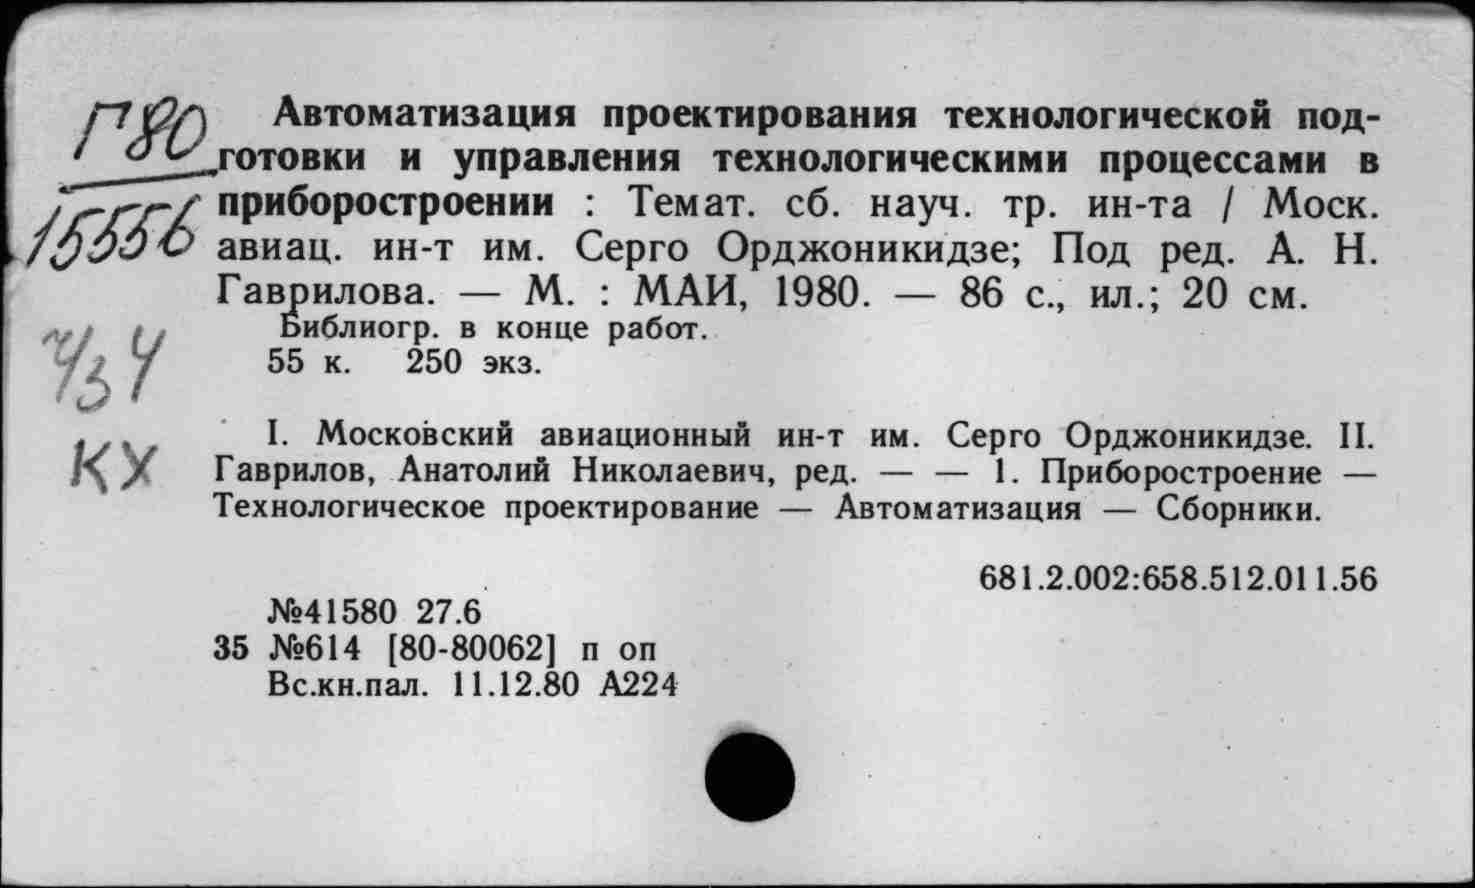 Г80
15556
Ч З Ч
КХ
Автоматизация проектирования технологической под-
готовки и управления технологическими процессами в
приборостроении : Темат. сб. науч. тр. ин-та / Моск.
авиац. ин-т им. Серго Орджоникидзе; Под ред. А. Н.
Гаврилова. — М. : МАИ, 1980. — 86 с., ил.; 20 см.
Библиогр. в конце работ.
55 к. 250 экз.
I. Московский авиационный ин-т им. Серго Орджоникидзе. II.
Гаврилов, Анатолий Николаевич, ред. — — 1. Приборостроение —
Технологическое проектирование — Автоматизация — Сборники.
681.2.002:658.512.011.56
№41580 27.6
35 №614 [80-80062] п оп
Вс.кн.пал. 11.12.80 А224